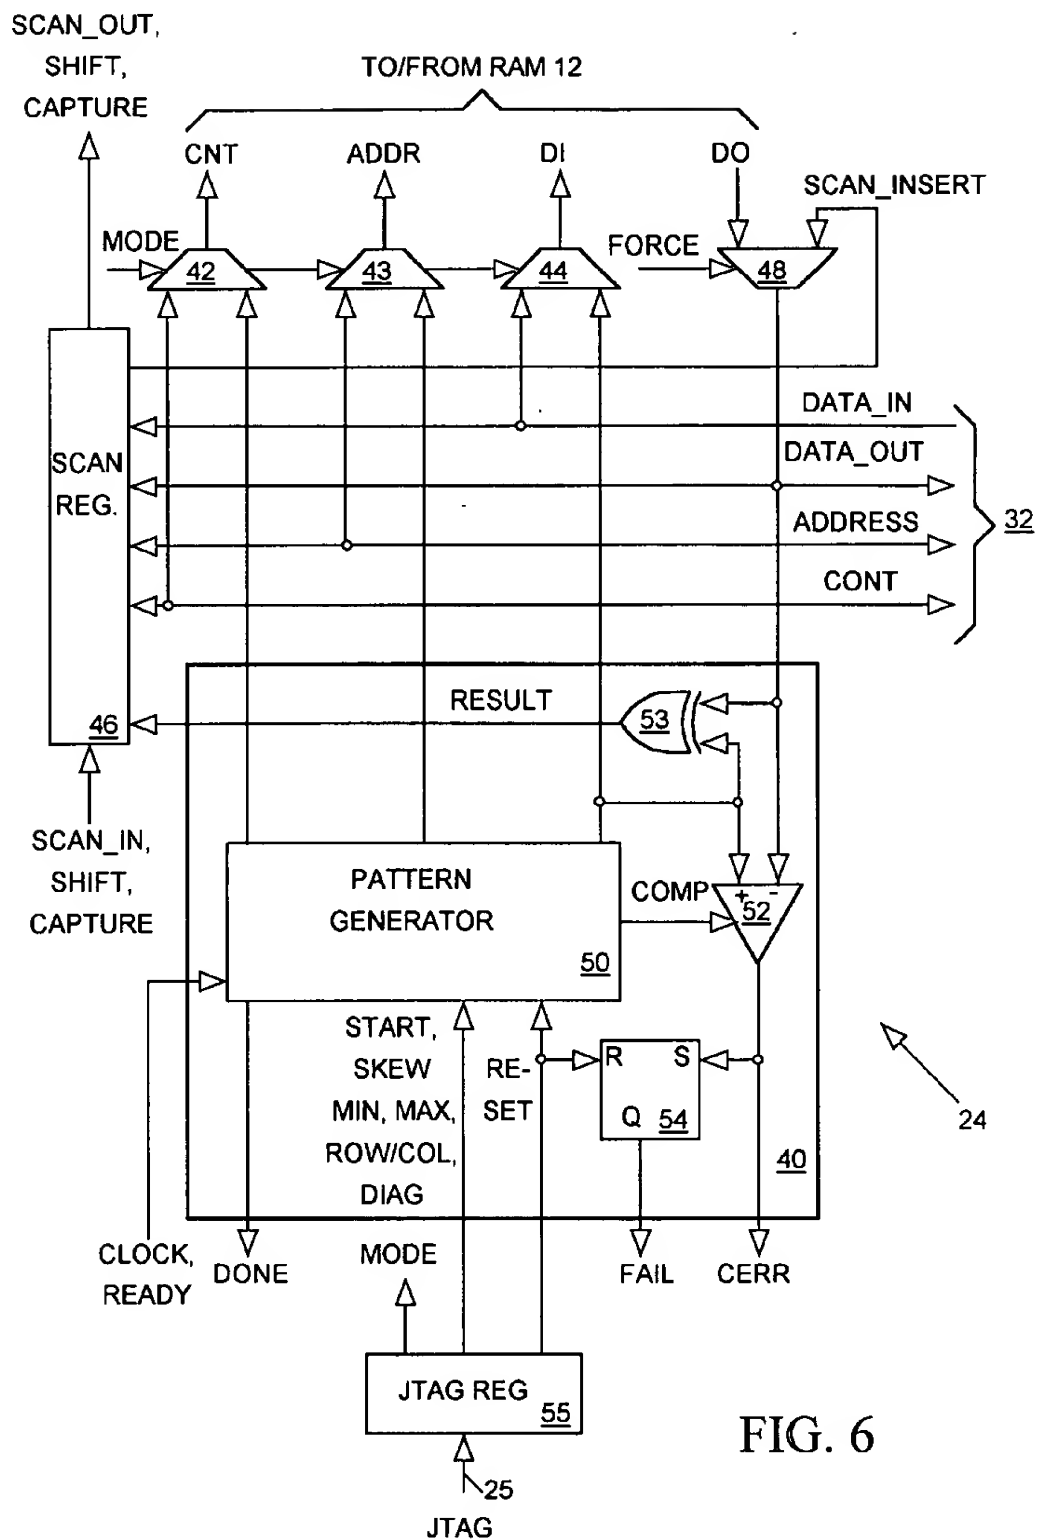 SCAN_OUT,
SHIFT,
CAPTURE
TO/FROM RAM 12
CNT
ADDR
DI
DO
SCAN_INSERT
MODE
42
43
44
FORCE
48
DATA_IN
DATA_OUT
ADDRESS
CONT
32
SCAN
REG.
46
RESULT
53
SCAN_IN,
SHIFT,
CAPTURE
PATTERN
GENERATOR
50
COMP
+ -
52
START,
SKEW
MIN, MAX,
ROW/COL,
DIAG
RE-
SET
R S
Q 54
40
24
CLOCK,
READY
DONE
MODE
FAIL
CERR
JTAG REG
55
25
JTAG
FIG. 6